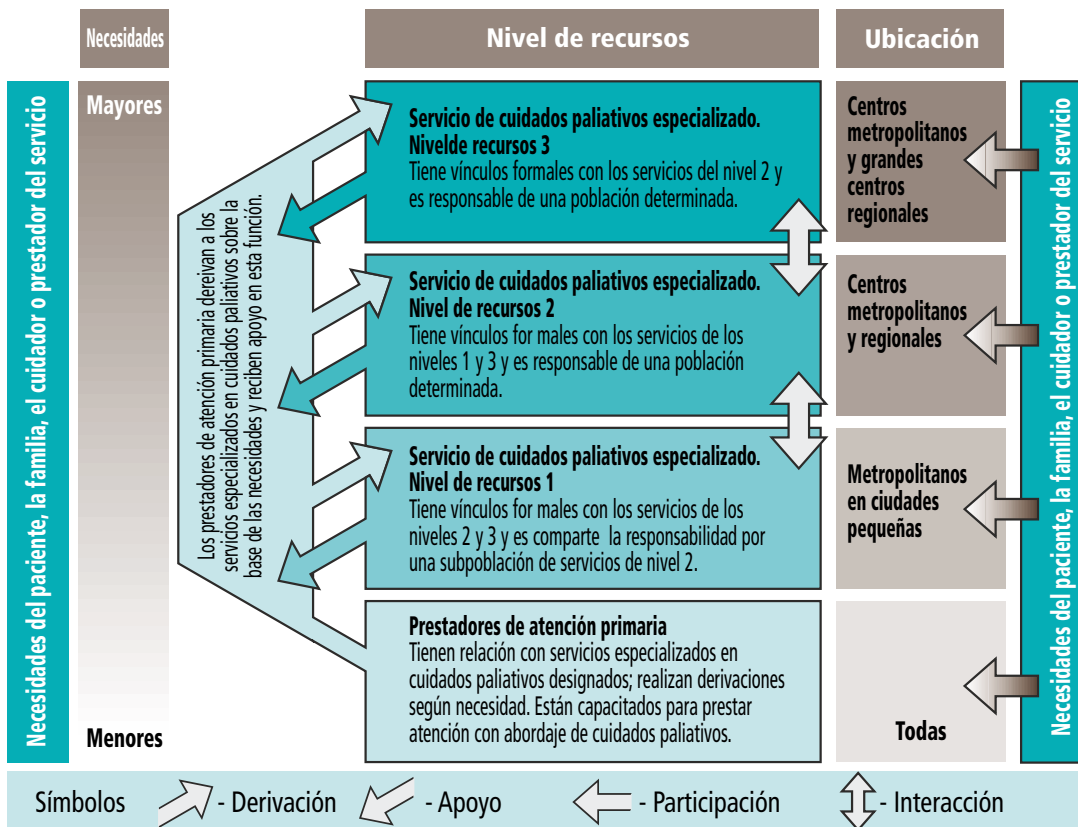 Necesidades
Nivel de recursos
Ubicación
Necesidades del paciente, la familia, el cuidador o prestador del servicio
Mayores
Menores
Los prestadores de atención primaria derivan a los
servicios especializados en cuidados paliativos sobre la
base de las necesidades y reciben apoyo en esta función.
Servicio de cuidados paliativos especializado.
Nivelde recursos 3
Tiene vínculos formales con los servicios del nivel 2 y
es responsable de una población determinada.
Centros
metropolitanos
y grandes
centros
regionales
Servicio de cuidados paliativos especializado.
Nivel de recursos 2
Tiene vínculos for males con los servicios de los
niveles 1 y 3 y es responsable de una población
determinada.
Centros
metropolitanos
y regionales
Servicio de cuidados paliativos especializado.
Nivel de recursos 1
Tiene vínculos for males con los servicios de los
niveles 2 y 3 y es comparte  la responsabilidad por
una subpoblación de servicios de nivel 2.
Metropolitanos
en ciudades
pequeñas
Prestadores de atención primaria
Tienen relación con servicios especializados en
cuidados paliativos designados; realizan derivaciones
según necesidad. Están capacitados para prestar
atención con abordaje de cuidados paliativos.
Todas
Necesidades del paciente, la familia, el cuidador o prestador del servicio
Símbolos - Derivación - Apoyo - Participación - Interacción